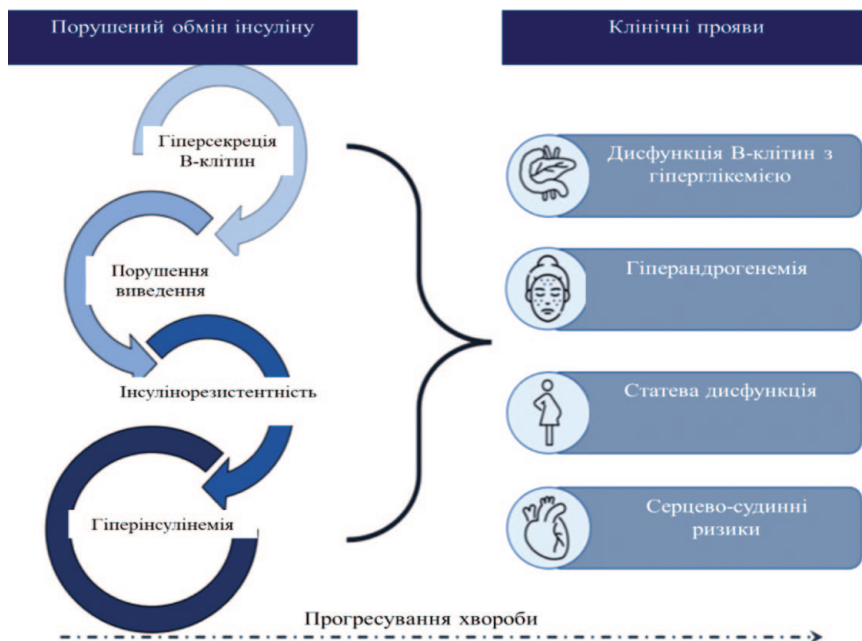 Порушений обмін інсуліну
Гіперсекреція
В-клітин
Порушення
виведення
Інсулінорезистентність
Гіперінсулінемія
Клінічні прояви
Дисфункція В-клітин з
гіперглікемією
Гіперандрогенемія
Статева дисфункція
Серцево-судинні
ризики
Прогресування хвороби